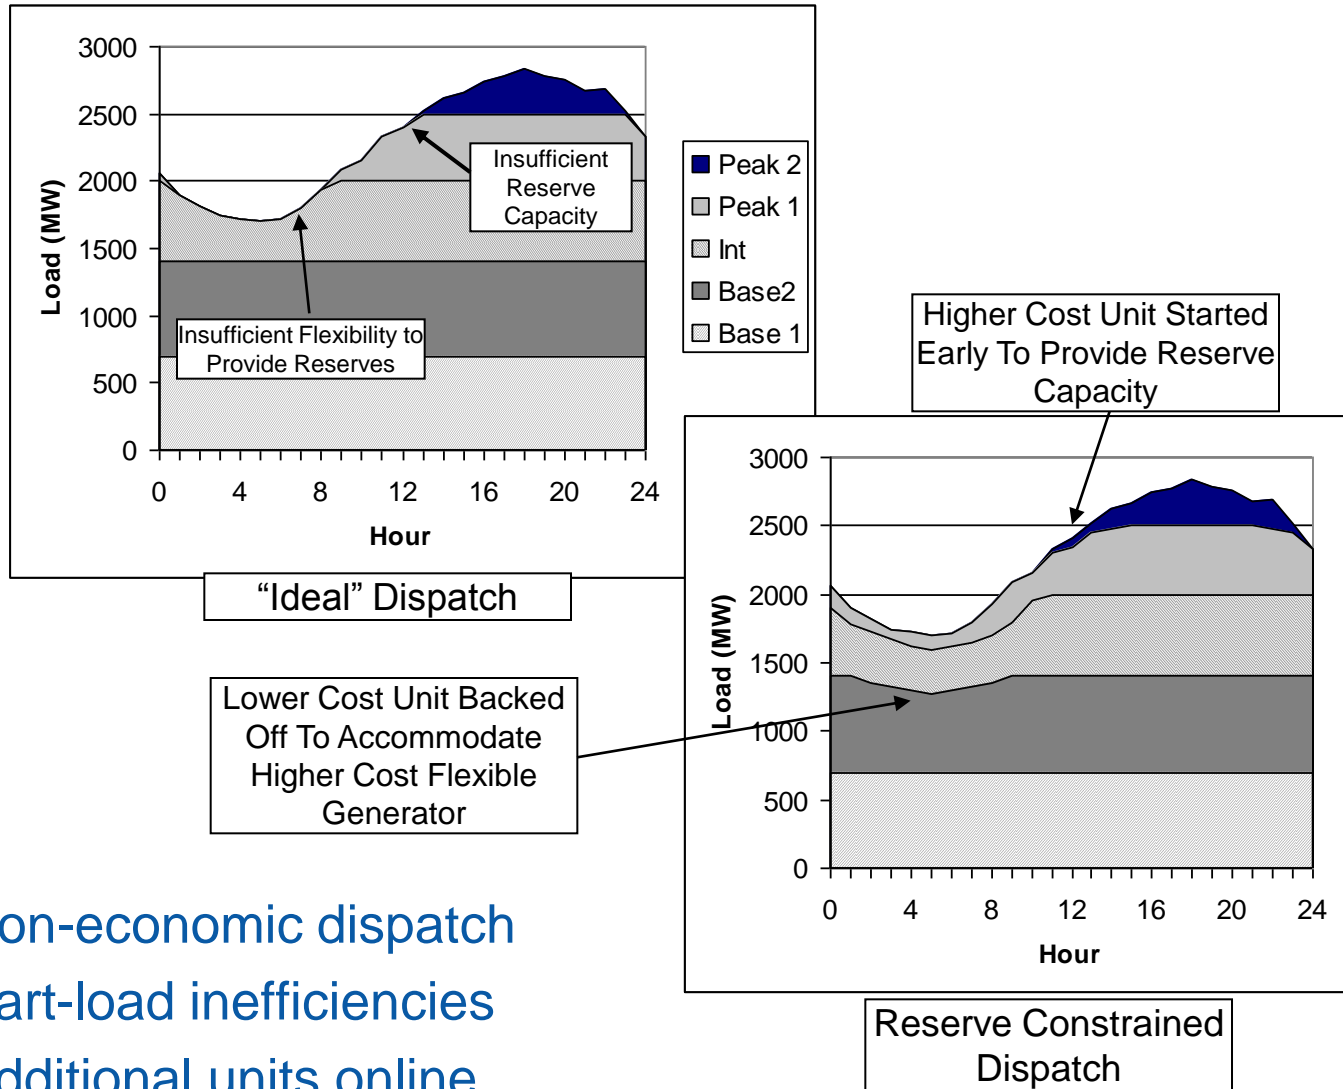 3000
2500
2000
1500
1000
500
0
Load (MW)
0 4 8 12 16 20 24
Hour
Insufficient
Reserve
Capacity
Insufficient Flexibility to
Provide Reserves
Peak 2
Peak 1
Int
Base2
Base 1
"Ideal" Dispatch
Higher Cost Unit Started
Early To Provide Reserve
Capacity
3000
2500
2000
1500
1000
500
0
Load (MW)
0 4 8 12 16 20 24
Hour
Lower Cost Unit Backed
Off To Accommodate
Higher Cost Flexible
Generator
Reserve Constrained
Dispatch
on-economic dispatch
art-load inefficiencies
dditional units online